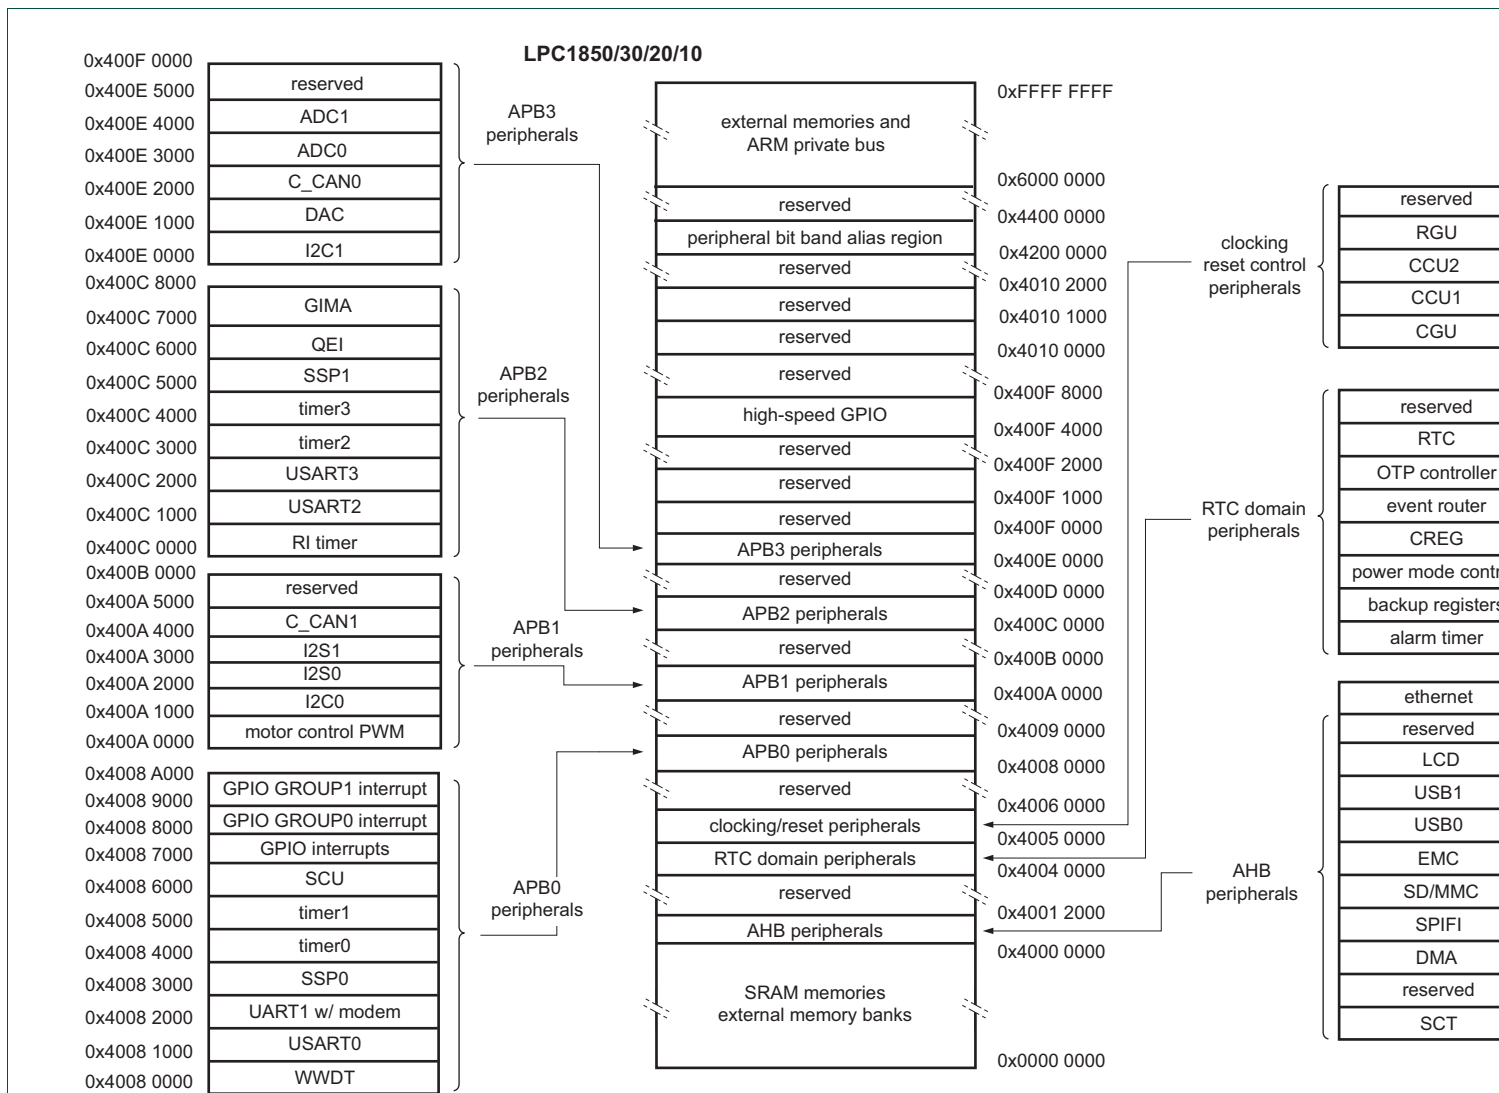 LPC1850/30/20/10
0x400F 0000
reserved
0x400E 5000
ADC1
0x400E 4000
ADC0
0x400E 3000
C_CAN0
0x400E 2000
DAC
0x400E 1000
I2C1
0x400E 0000
APB3
peripherals
0x400C 8000
GIMA
0x400C 7000
QEI
0x400C 6000
SSP1
0x400C 5000
timer3
0x400C 4000
timer2
0x400C 3000
USART3
0x400C 2000
USART2
0x400C 1000
RI timer
0x400C 0000
APB2
peripherals
0x400B 0000
reserved
0x400A 5000
C_CAN1
0x400A 4000
I2S1
0x400A 3000
I2S0
0x400A 2000
I2C0
0x400A 1000
motor control PWM
0x400A 0000
APB1
peripherals
0x4008 A000
GPIO GROUP1 interrupt
0x4008 9000
GPIO GROUP0 interrupt
0x4008 8000
GPIO interrupts
0x4008 7000
SCU
0x4008 6000
timer1
0x4008 5000
timer0
0x4008 4000
SSP0
0x4008 3000
UART1 w/ modem
0x4008 2000
USART0
0x4008 1000
WWDT
0x4008 0000
APB0
peripherals
0xFFFF FFFF
external memories and
ARM private bus
0x6000 0000
reserved
0x4400 0000
peripheral bit band alias region
0x4200 0000
reserved
0x4010 2000
reserved
0x4010 1000
reserved
0x4010 0000
reserved
0x400F 8000
high-speed GPIO
0x400F 4000
reserved
0x400F 2000
reserved
0x400F 1000
reserved
0x400F 0000
APB3 peripherals
0x400E 0000
reserved
0x400D 0000
APB2 peripherals
0x400C 0000
reserved
0x400B 0000
APB1 peripherals
0x400A 0000
reserved
0x4009 0000
APB0 peripherals
0x4008 0000
reserved
0x4006 0000
clocking/reset peripherals
0x4005 0000
RTC domain peripherals
0x4004 0000
reserved
0x4001 2000
AHB peripherals
0x4000 0000
SRAM memories
external memory banks
0x0000 0000
clocking
reset control
peripherals
reserved
RGU
CCU2
CCU1
CGU
RTC domain
peripherals
reserved
RTC
OTP controller
event router
CREG
power mode contr
backup registers
alarm timer
AHB
peripherals
ethernet
reserved
LCD
USB1
USB0
EMC
SD/MMC
SPIFI
DMA
reserved
SCT